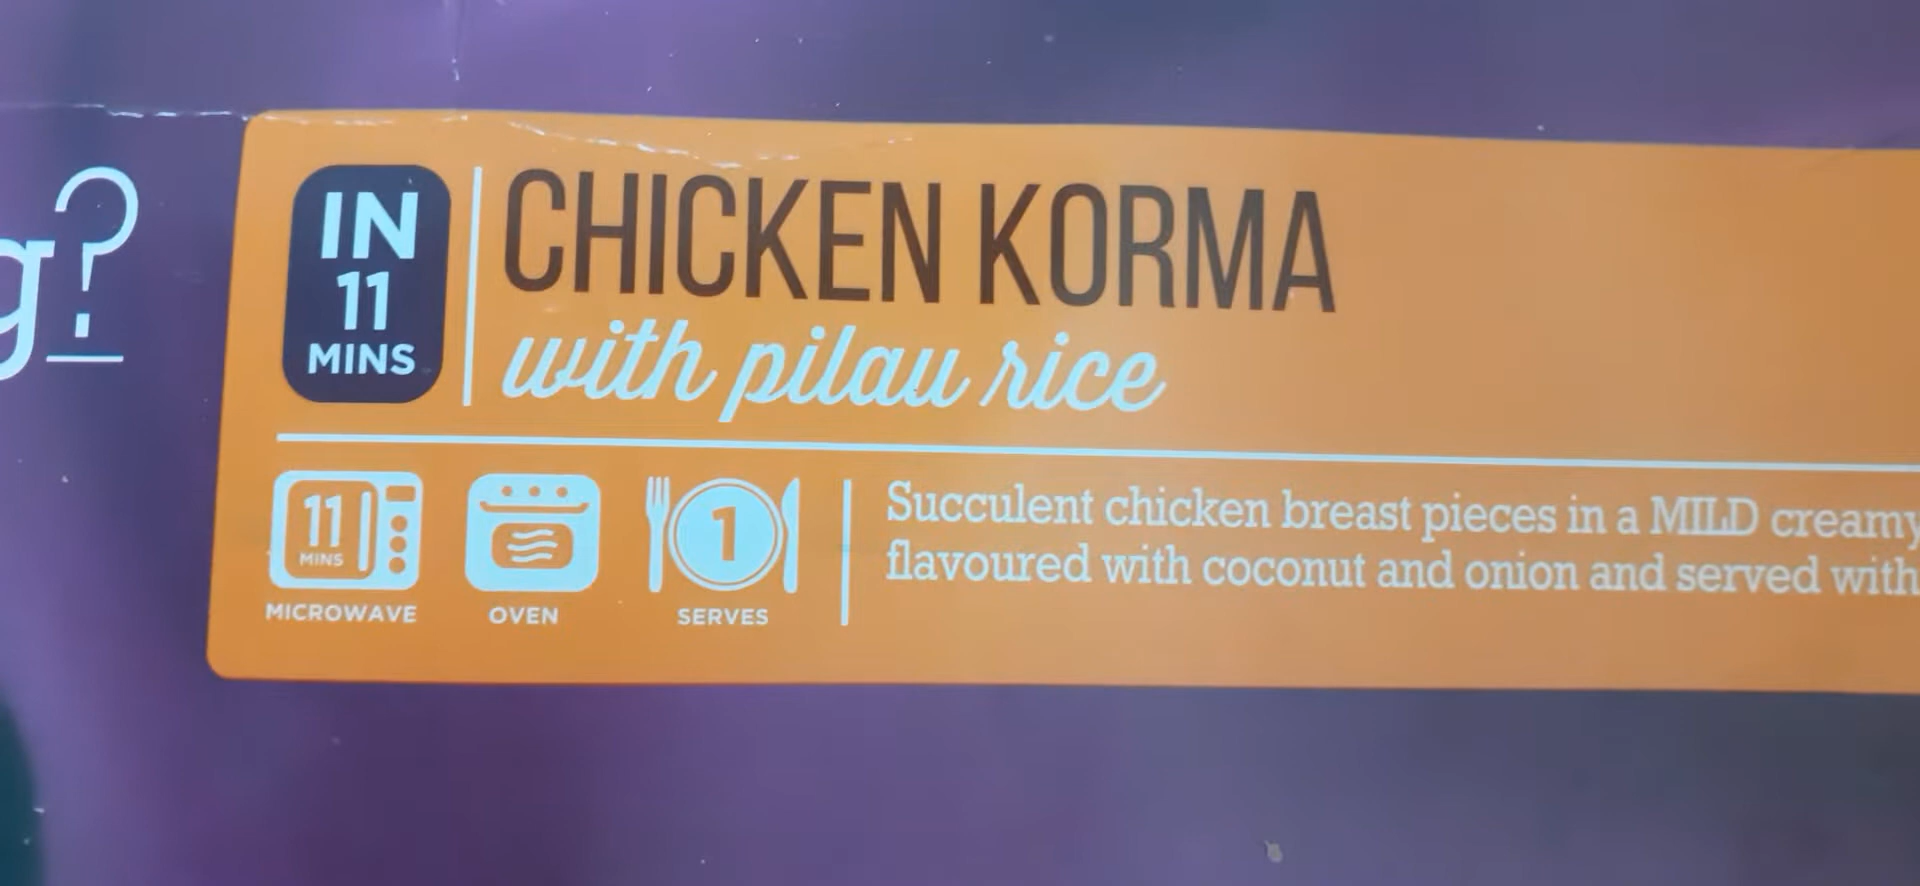 g?
IN
11
MINS
CHICKEN KORMA
with pilau rice
11
MINS
MICROWAVE
OVEN
1
SERVES
Succulent chicken breast pieces in a MILD creamy
flavoured with coconut and onion and served with